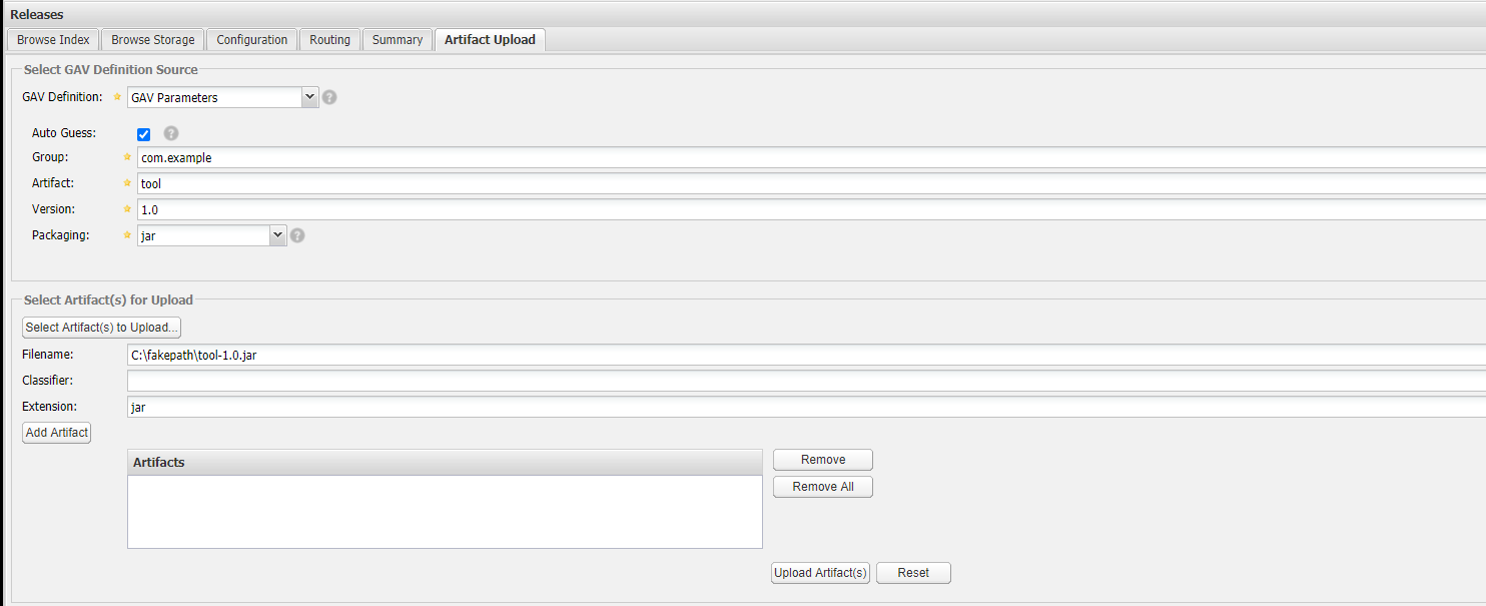 Releases
Browse Index Browse Storage Configuration Routing Summary Artifact Upload
Select GAV Definition Source
GAV Definition: GAV Parameters ?
Auto Guess: ?
Group: com.example
Artifact: tool
Version: 1.0
Packaging: jar ?
Select Artifact(s) for Upload
Select Artifact(s) to Upload...
Filename: C:\fakepath\tool-1.0.jar
Classifier:
Extension: jar
Add Artifact
Artifacts Remove
Remove All
Upload Artifact(s) Reset